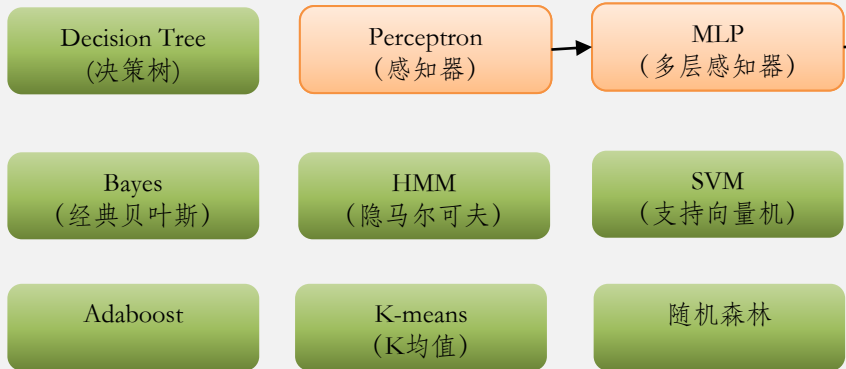 Decision Tree
(决策树)
Perceptron
（感知器）
MLP
（多层感知器）
Bayes
（经典贝叶斯）
HMM
（隐马尔可夫）
SVM
（支持向量机）
Adaboost
K-means
（K均值）
随机森林